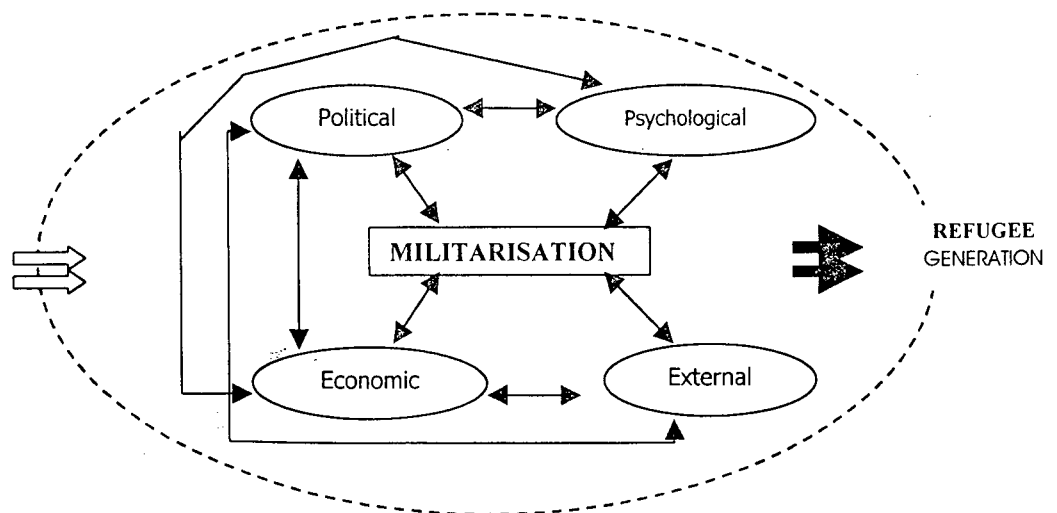 Political
Psychological
MILITARISATION
REFUGEE
GENERATION
Economic
External